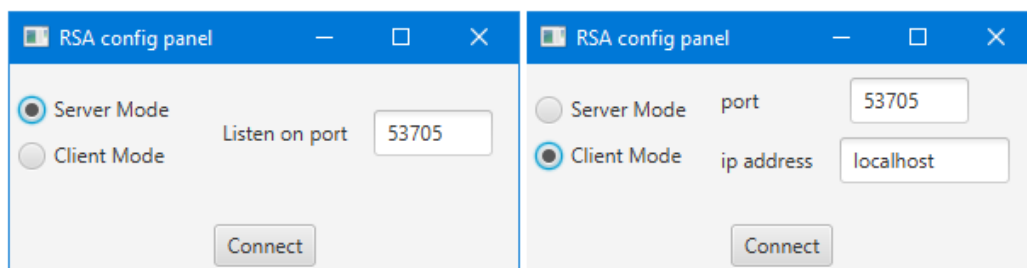 RSA config panel
Server Mode
Listen on port 53705
Client Mode
Connect
RSA config panel
Server Mode
port 53705
Client Mode
ip address localhost
Connect